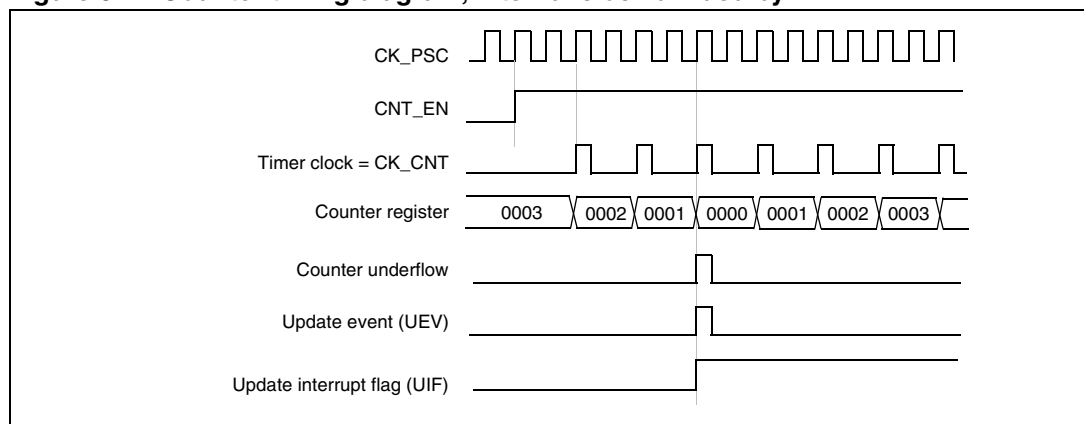 CK_PSC
CNT_EN
Timer clock = CK_CNT
Counter register 0003 0002 0001 0000 0001 0002 0003
Counter underflow
Update event (UEV)
Update interrupt flag (UIF)